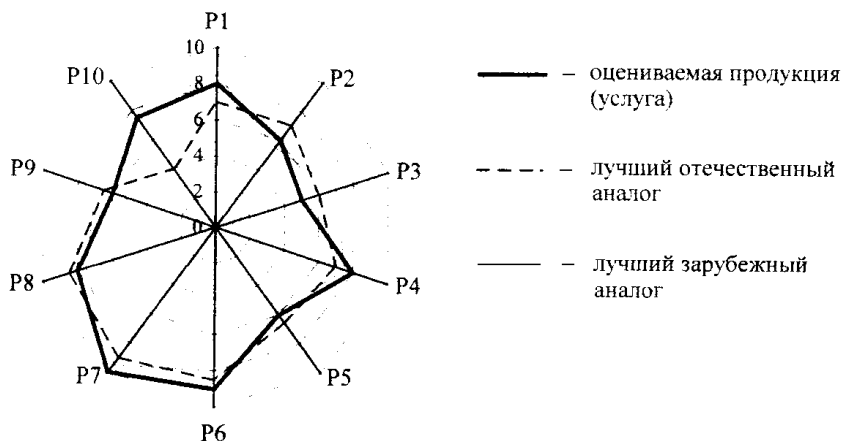 P1
10
P10
P2
8
6
P9
P3
4
2
0
P8
P4
P7
P5
P6
– оцениваемая продукция
(услуга)
– лучший отечественный
аналог
– лучший зарубежный
аналог